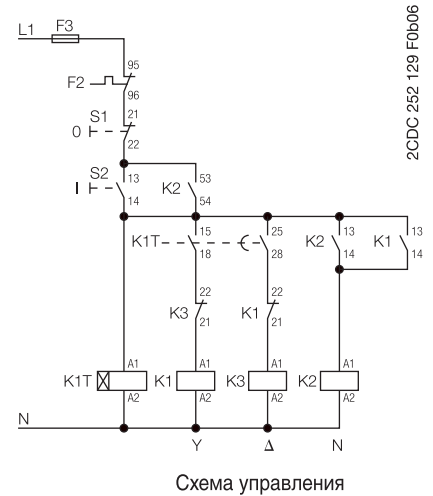 L1 F3
2CDC 252 129 F0b06
95
F2
96
S1 21
0
22
S2 13 53
I K2
14 54
15 25 13 13
K1T K2 K1
18 28 14 14
22 22
K3 K1
21 21
A1 A1 A1 A1
K1T K1 K3 K2
A2 A2 A2 A2
N
Y Δ N
Схема управления